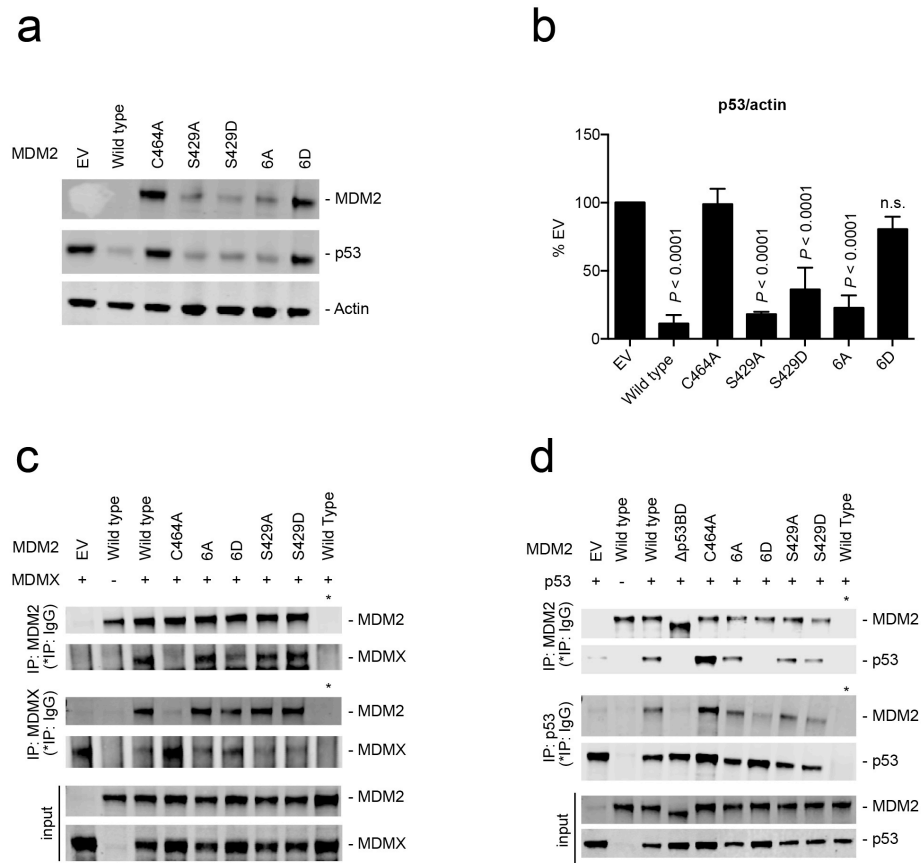 a
MDM2 EV Wild type C464A S429A S429D 6A 6D
- MDM2
- p53
- Actin
b
p53/actin
150
100
50
0
% EV
P < 0.0001 P < 0.0001 P < 0.0001 P < 0.0001 n.s.
EV Wild type C464A S429A S429D 6A 6D
c
MDM2 EV Wild type Wild type C464A 6A 6D S429A S429D Wild Type
MDMX + - + + + + + + +
*
IP: MDM2
(*IP: IgG)
- MDM2
- MDMX
*
IP: MDMX
(*IP: IgG)
- MDM2
- MDMX
input
- MDM2
- MDMX
d
MDM2 EV Wild type Wild type Δp53BD C464A 6A 6D S429A S429D Wild Type
p53 + - + + + + + + + +
*
IP: MDM2
(*IP: IgG)
- MDM2
- p53
*
IP: p53
(*IP: IgG)
- MDM2
- p53
input
- MDM2
- p53